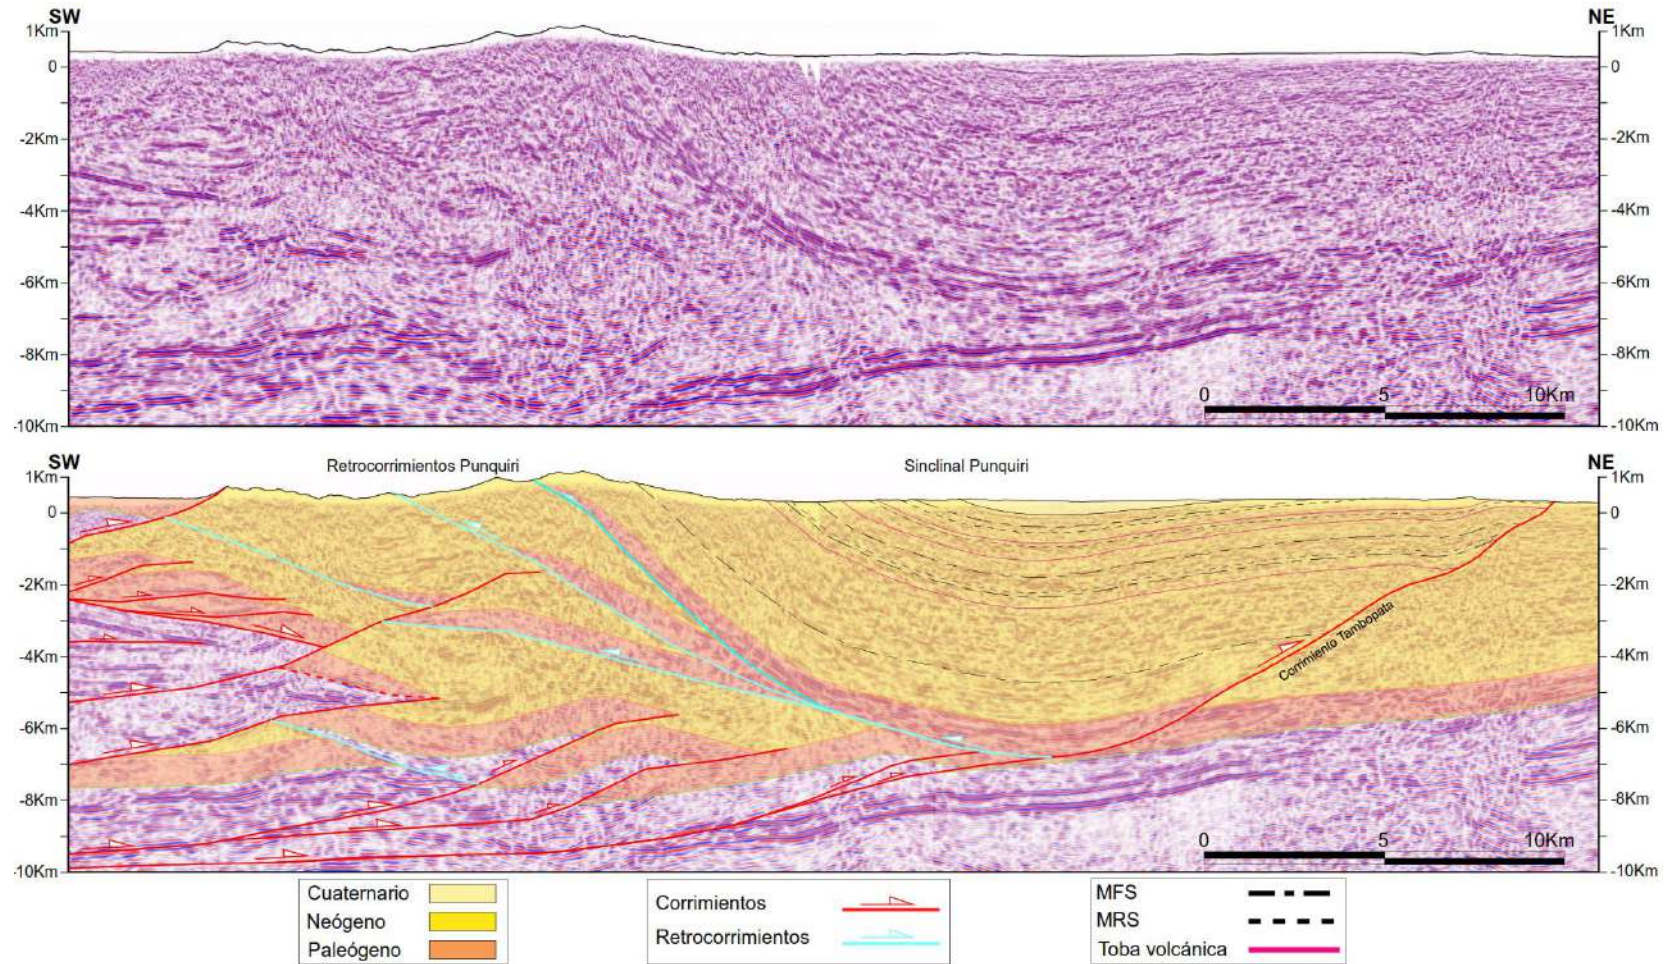 SW NE
1Km 1Km
0 0
-2Km -2Km
-4Km -4Km
-6Km -6Km
-8Km -8Km
0 5 10Km
-10Km -10Km
SW Retrocorrimientos Punquiri Sinclinal Punquiri NE
1Km 1Km
0 0
-2Km -2Km
Corrimiento Tambopata
-4Km -4Km
-6Km -6Km
-8Km -8Km
0 5 10Km
-10Km -10Km
Cuaternario
Neógeno
Paleógeno
Corrimientos
Retrocorrimientos
MFS
MRS
Toba volcánica